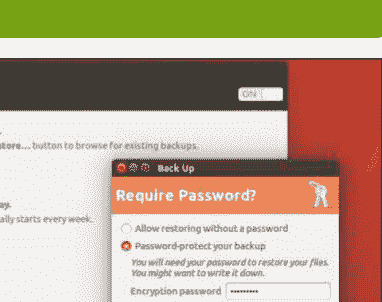 ON
tore... button to browse for existing backups.
Back Up
Require Password?
ay.
ally starts every week.
Allow restoring without a password
Password-protect your backup
You will need your password to restore your files.
You might want to write it down.
Encryption password •••••••••